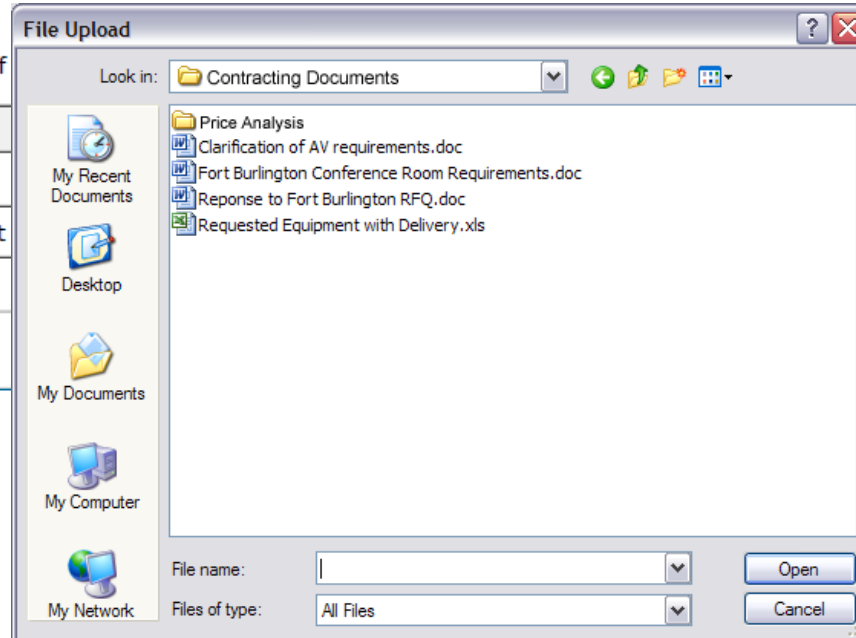 File Upload
f
Look in:
Contracting Documents
Price Analysis
Clarification of AV requirements.doc
Fort Burlington Conference Room Requirements.doc
Reponse to Fort Burlington RFQ.doc
Requested Equipment with Delivery.xls
My Recent
Documents
t
Desktop
My Documents
My Computer
My Network
File name:
Open
Files of type:
All Files
Cancel